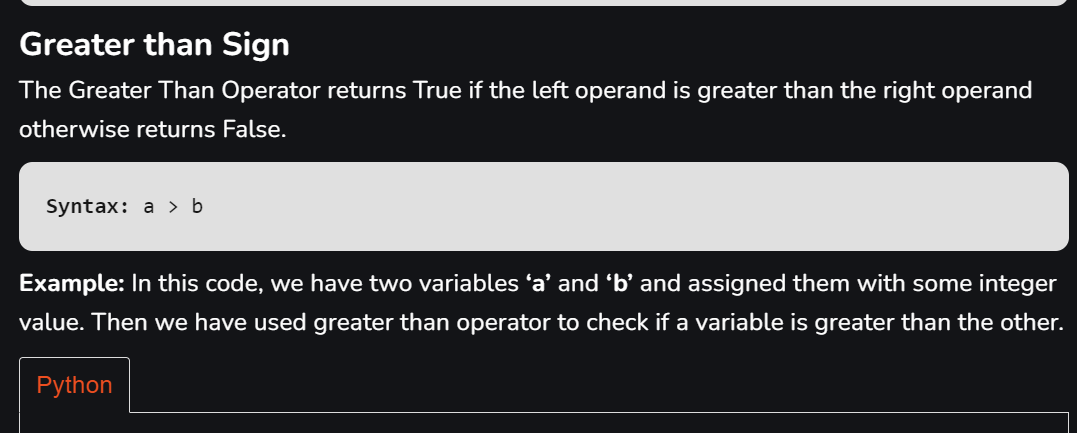 Greater than Sign
The Greater Than Operator returns True if the left operand is greater than the right operand
otherwise returns False.
Syntax: a > b
Example: In this code, we have two variables ‘a’ and ‘b’ and assigned them with some integer
value. Then we have used greater than operator to check if a variable is greater than the other.
Python